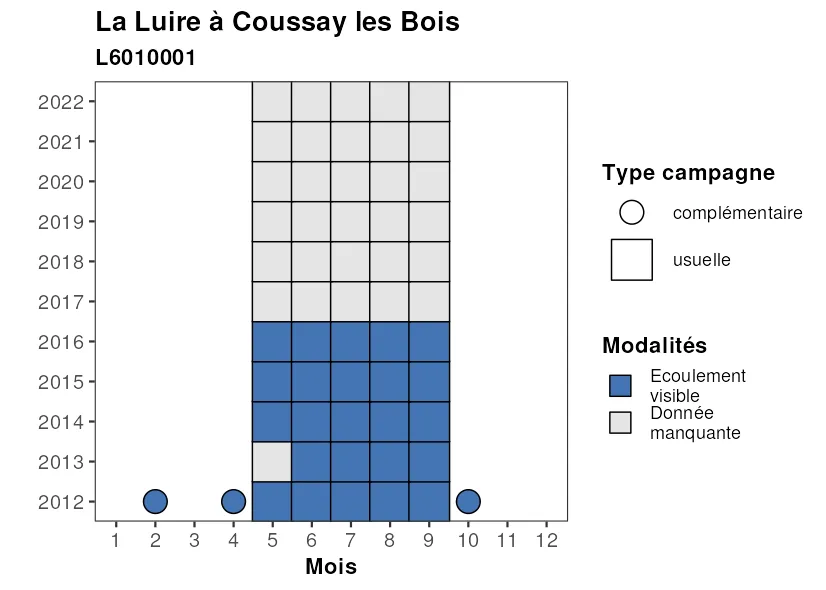 La Luire à Coussay les Bois
L6010001
2022
2021
2020
2019
2018
2017
2016
2015
2014
2013
2012
1 2 3 4 5 6 7 8 9 10 11 12
Mois
Type campagne
complémentaire
usuelle
Modalités
Ecoulement
visible
Donnée
manquante